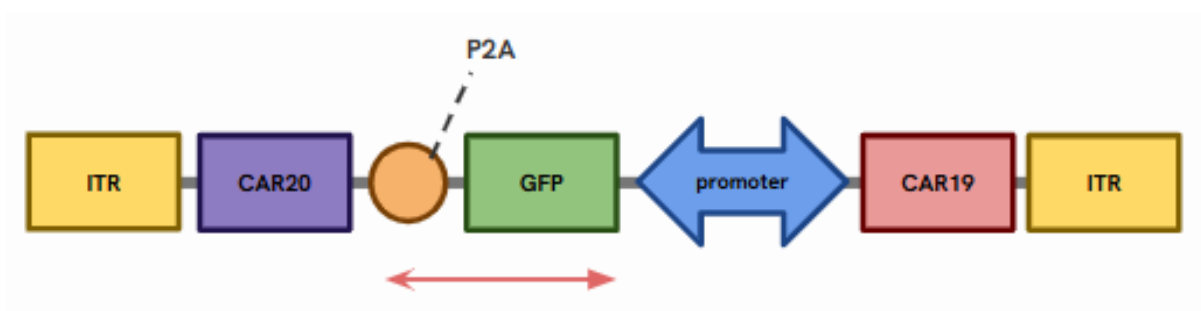 P2A
ITR
CAR20
GFP
promoter
CAR19
ITR